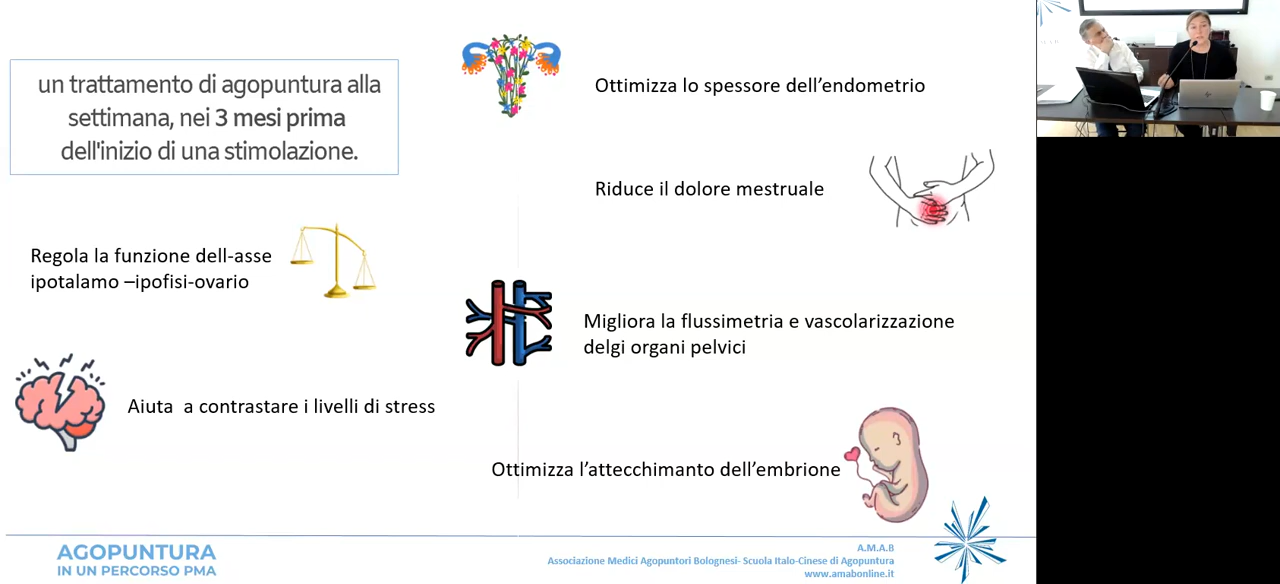 un trattamento di agopuntura alla
settimana, nei 3 mesi prima
dell'inizio di una stimolazione.
Regola la funzione dell-asse
ipotalamo –ipofisi-ovario
Aiuta a contrastare i livelli di stress
Ottimizza lo spessore dell'endometrio
Riduce il dolore mestruale
Migliora la flussimetria e vascolarizzazione
delgi organi pelvici
Ottimizza l'attecchimanto dell'embrione
AGOPUNTURA
IN UN PERCORSO PMA
A.M.A.B
Associazione Medici Agopuntori Bolognesi- Scuola Italo-Cinese di Agopuntura
www.amabonline.it